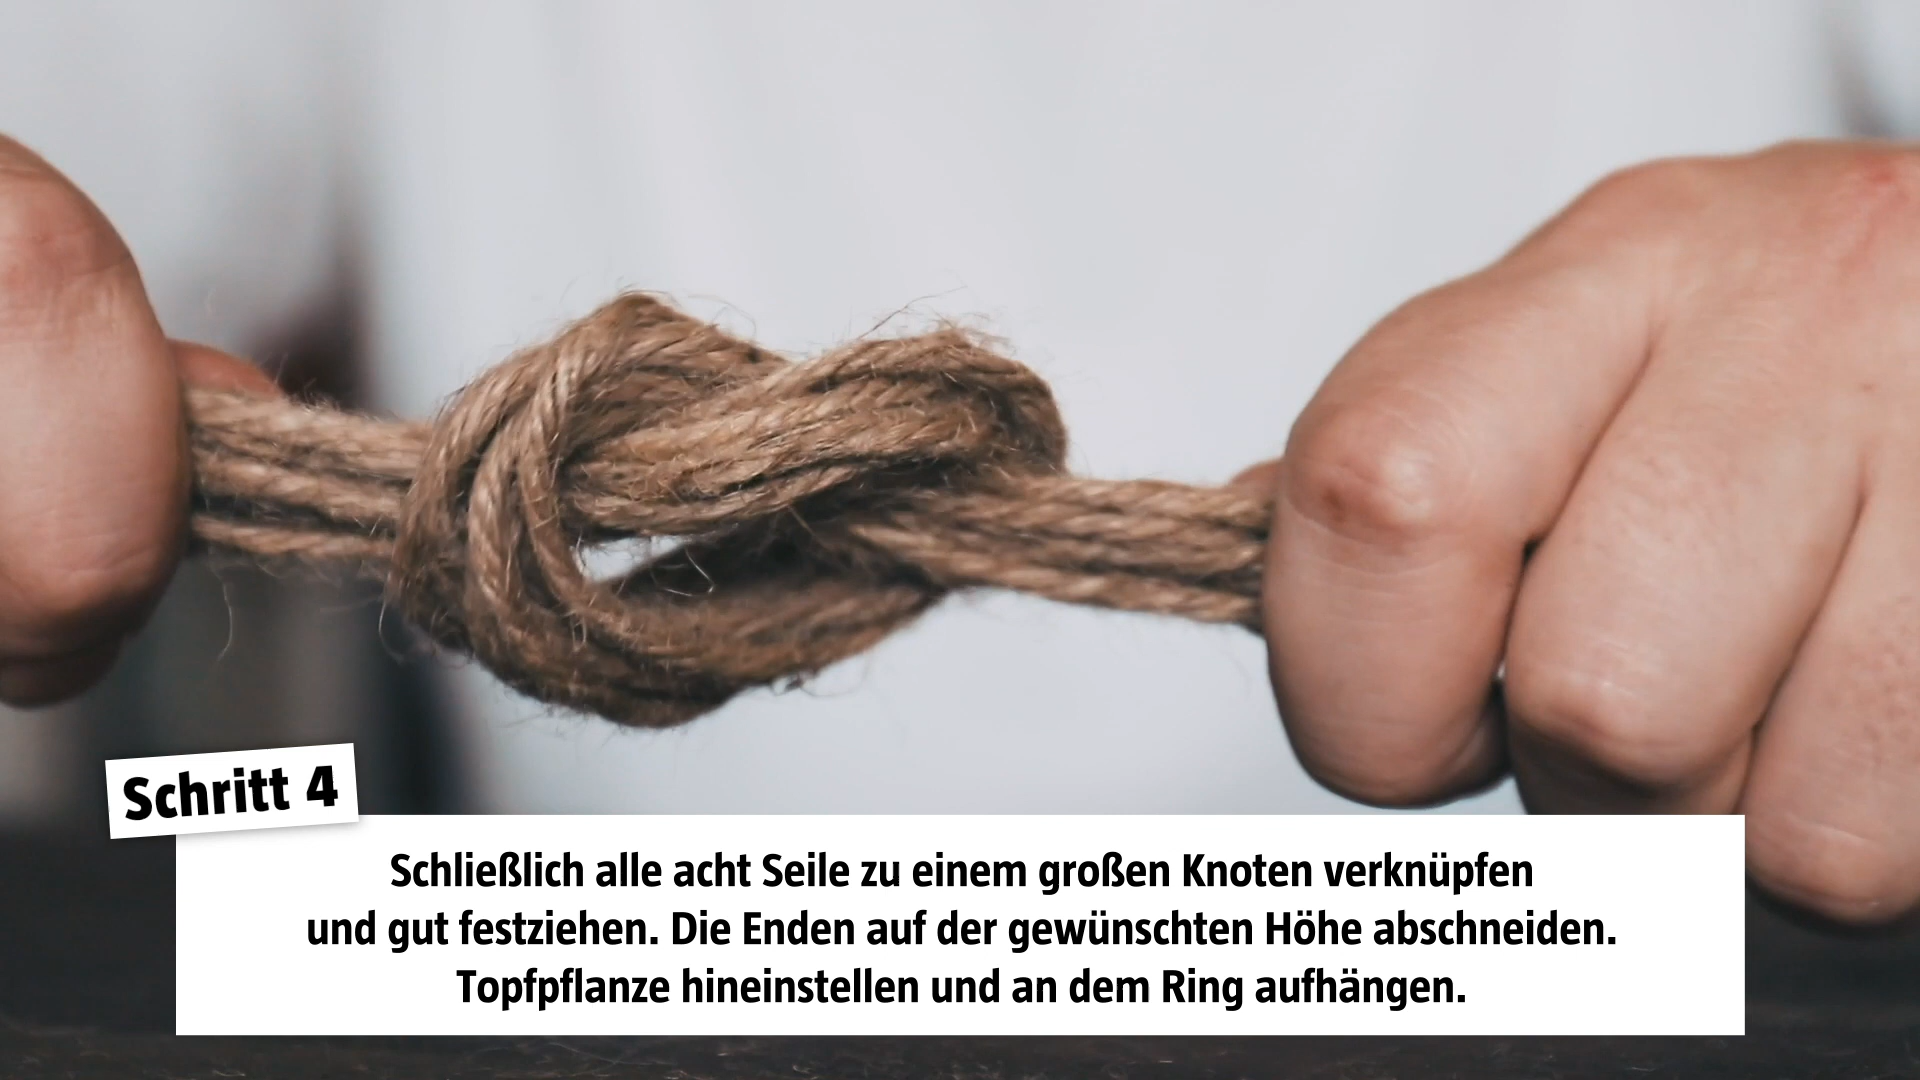 Schritt 4
Schließlich alle acht Seile zu einem großen Knoten verknüpfen
und gut festziehen. Die Enden auf der gewünschten Höhe abschneiden.
Topfpflanze hineinstellen und an dem Ring aufhängen.